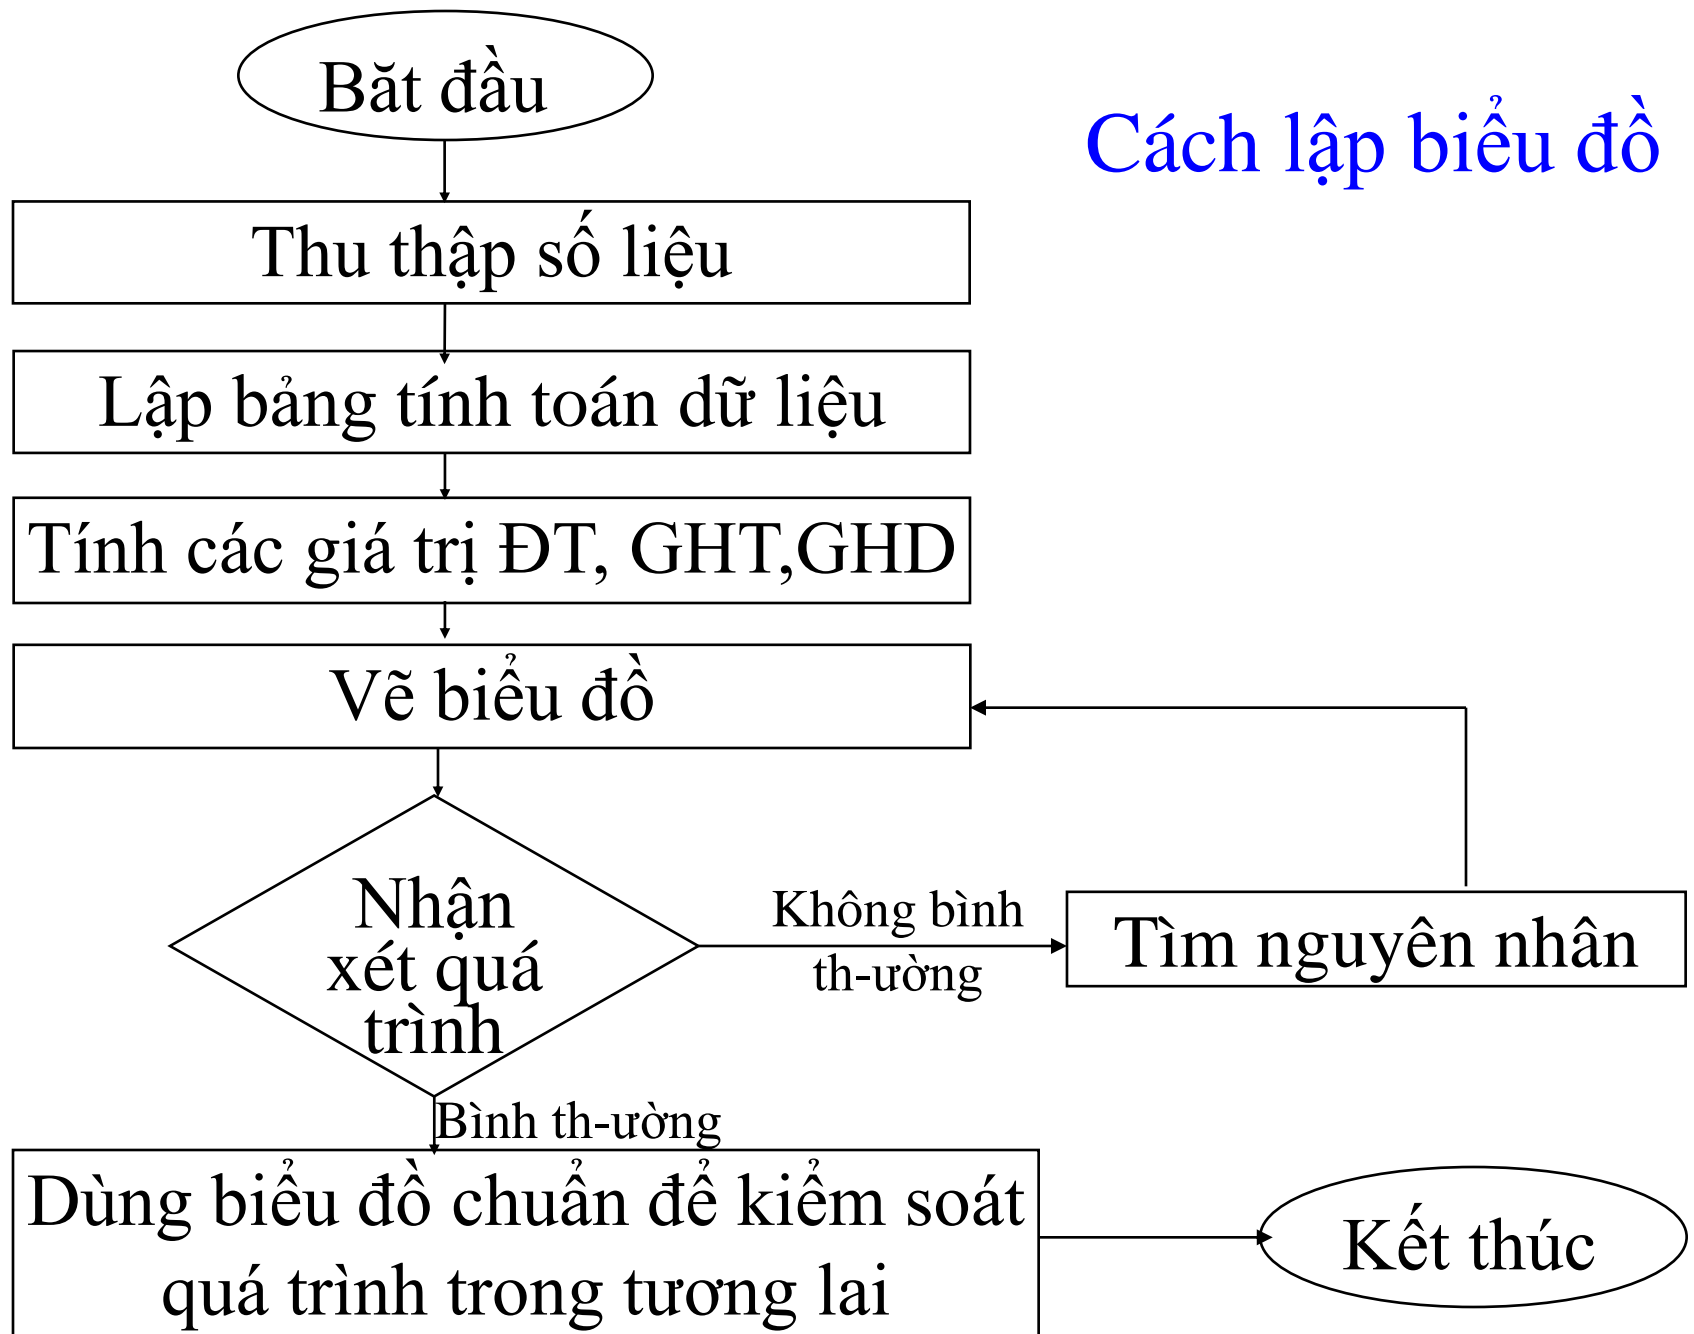 Băt đầu
Cách lập biểu đồ
Thu thập số liệu
Lập bảng tính toán dữ liệu
Tính các giá trị ĐT, GHT,GHD
Vẽ biểu đồ
Nhận
xét quá
trình
Không bình
th-ường
Tìm nguyên nhân
Bình th-ường
Dùng biểu đồ chuẩn để kiểm soát
quá trình trong tương lai
Kết thúc